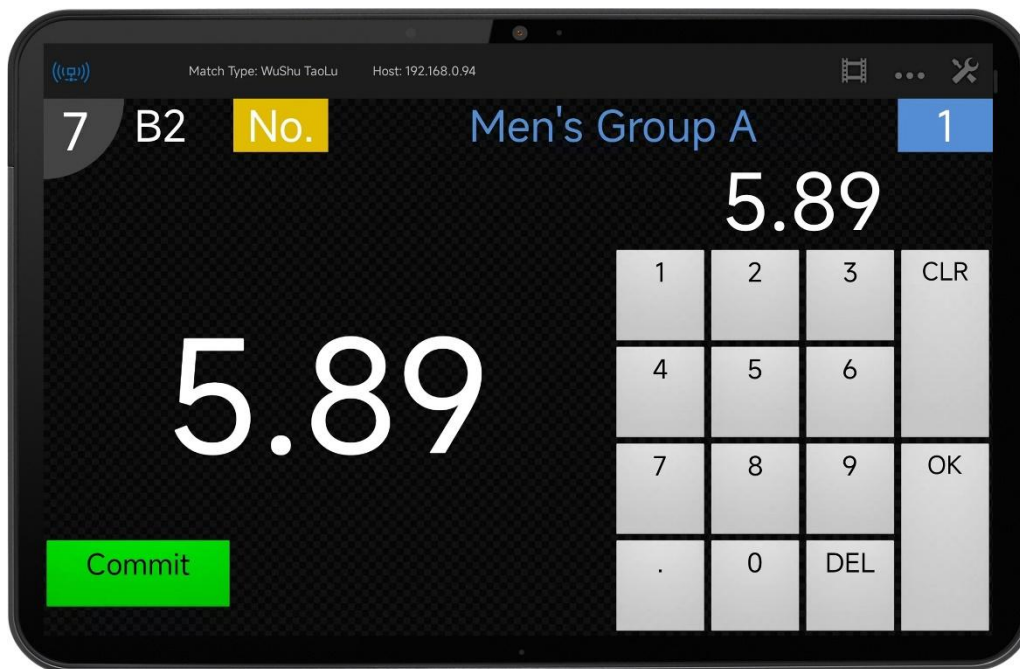 Match Type: WuShu TaoLu Host: 192.168.0.94
7 B2 No. Men's Group A 1
5.89
5.89
1 2 3 CLR
4 5 6
7 8 9 OK
. 0 DEL
Commit